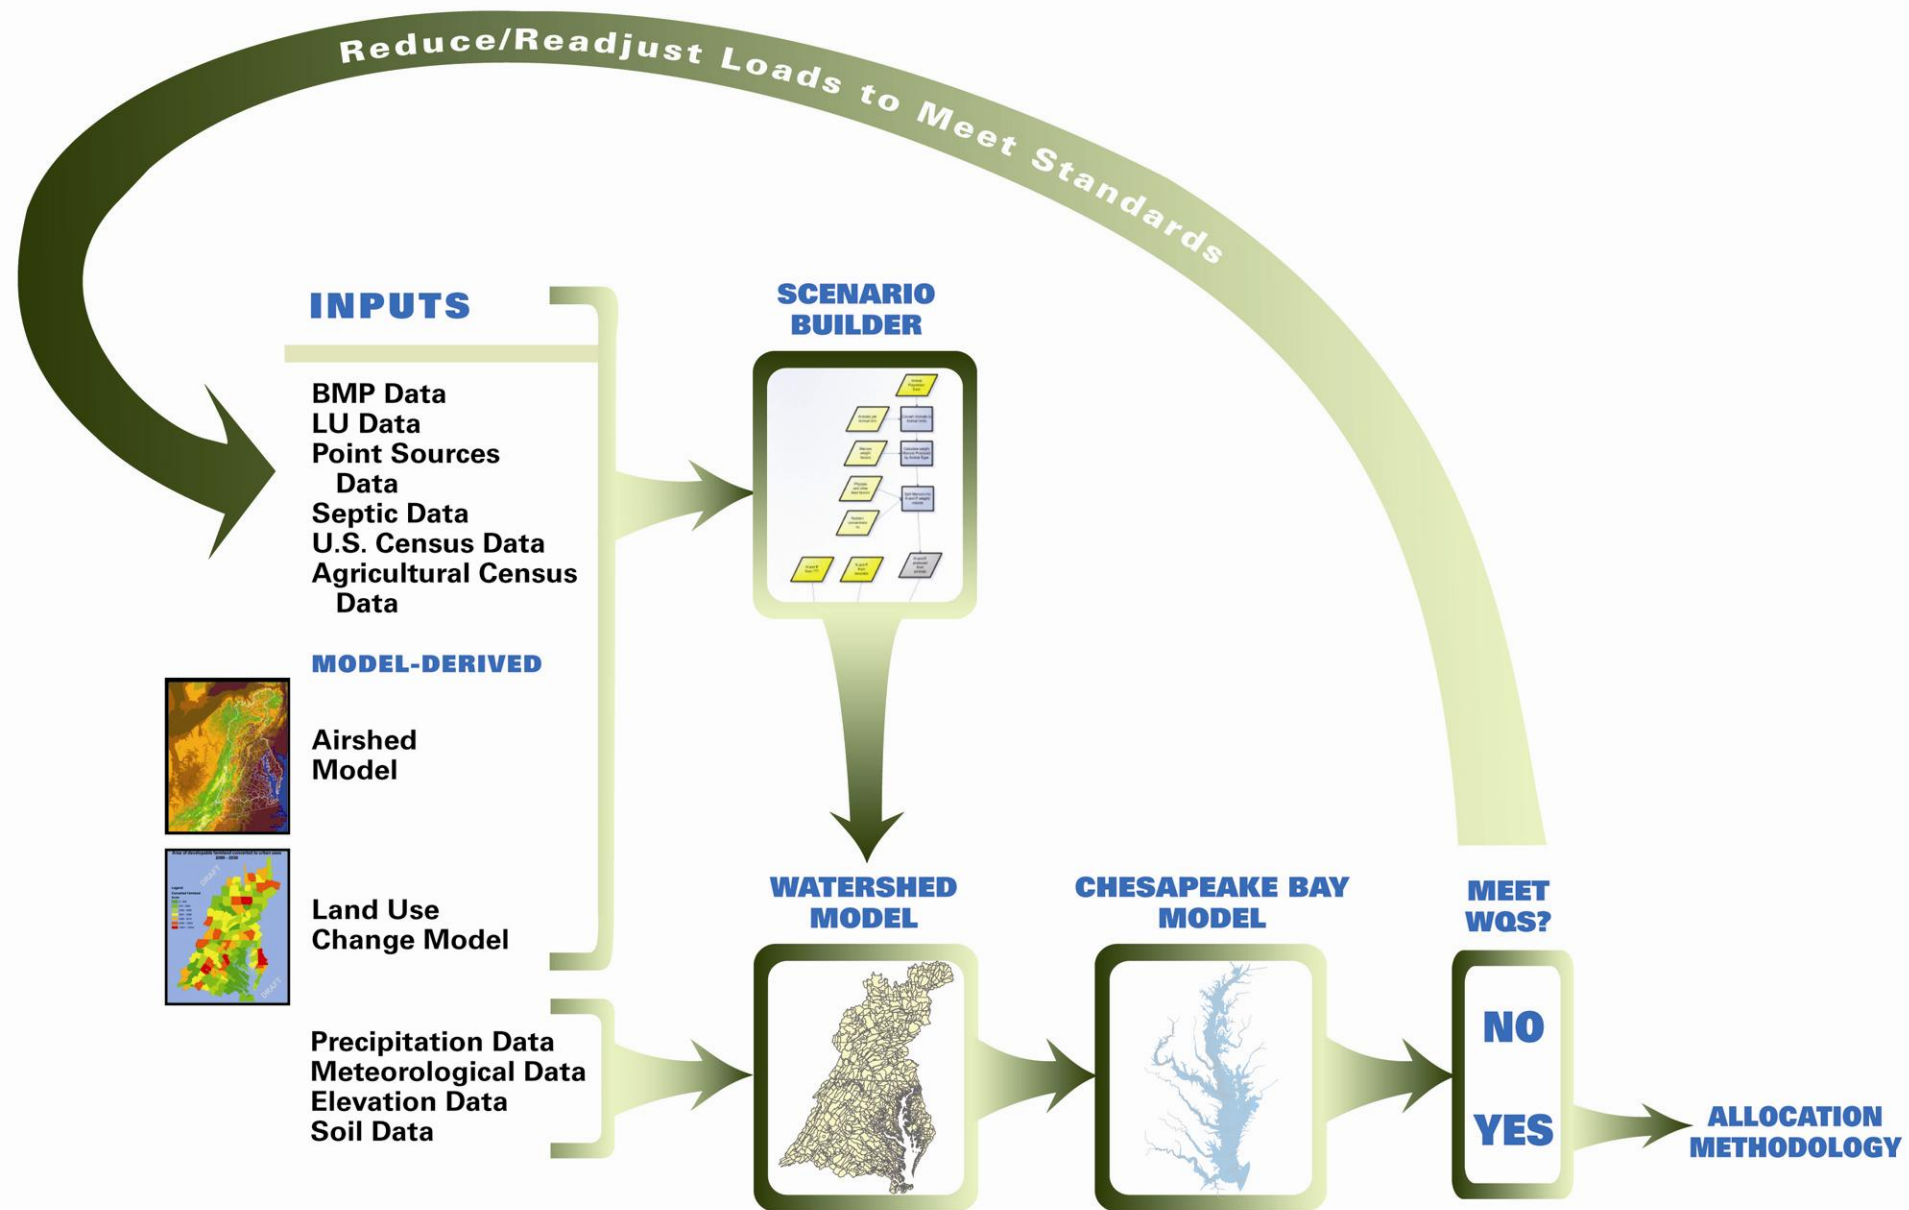 Reduce/Readjust Loads to Meet Standards
INPUTS
BMP Data
LU Data
Point Sources
Data
Septic Data
U.S. Census Data
Agricultural Census
Data
MODEL-DERIVED
Airshed
Model
DRAFT
DRAFT
Land Use
Change Model
Precipitation Data
Meteorological Data
Elevation Data
Soil Data
SCENARIO
BUILDER
WATERSHED
MODEL
CHESAPEAKE BAY
MODEL
MEET
WQS?
NO
YES
ALLOCATION
METHODOLOGY